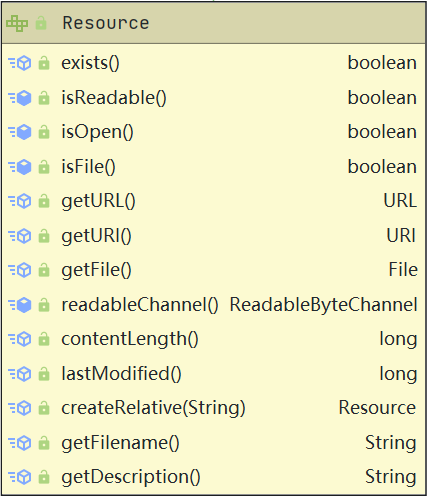 Resource
exists() boolean
isReadable() boolean
isOpen() boolean
isFile() boolean
getURL() URL
getURI() URI
getFile() File
readableChannel() ReadableByteChannel
contentLength() long
lastModified() long
createRelative(String) Resource
getFilename() String
getDescription() String